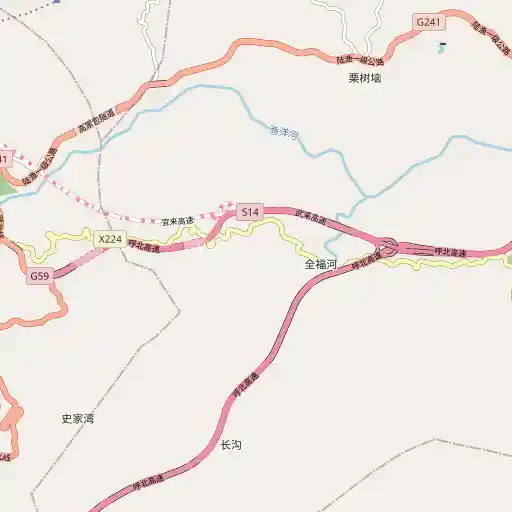 G241
陆渔一级公路
陆渔一级公路
栗树垴
高家包隧道
渔洋河
41
陆渔一级公路
宜来高速
S14
武来高速
X224
呼北高速
呼北高速
呼北高速
全福河
G59
呼北高速
史家湾
长沟
呼北高速